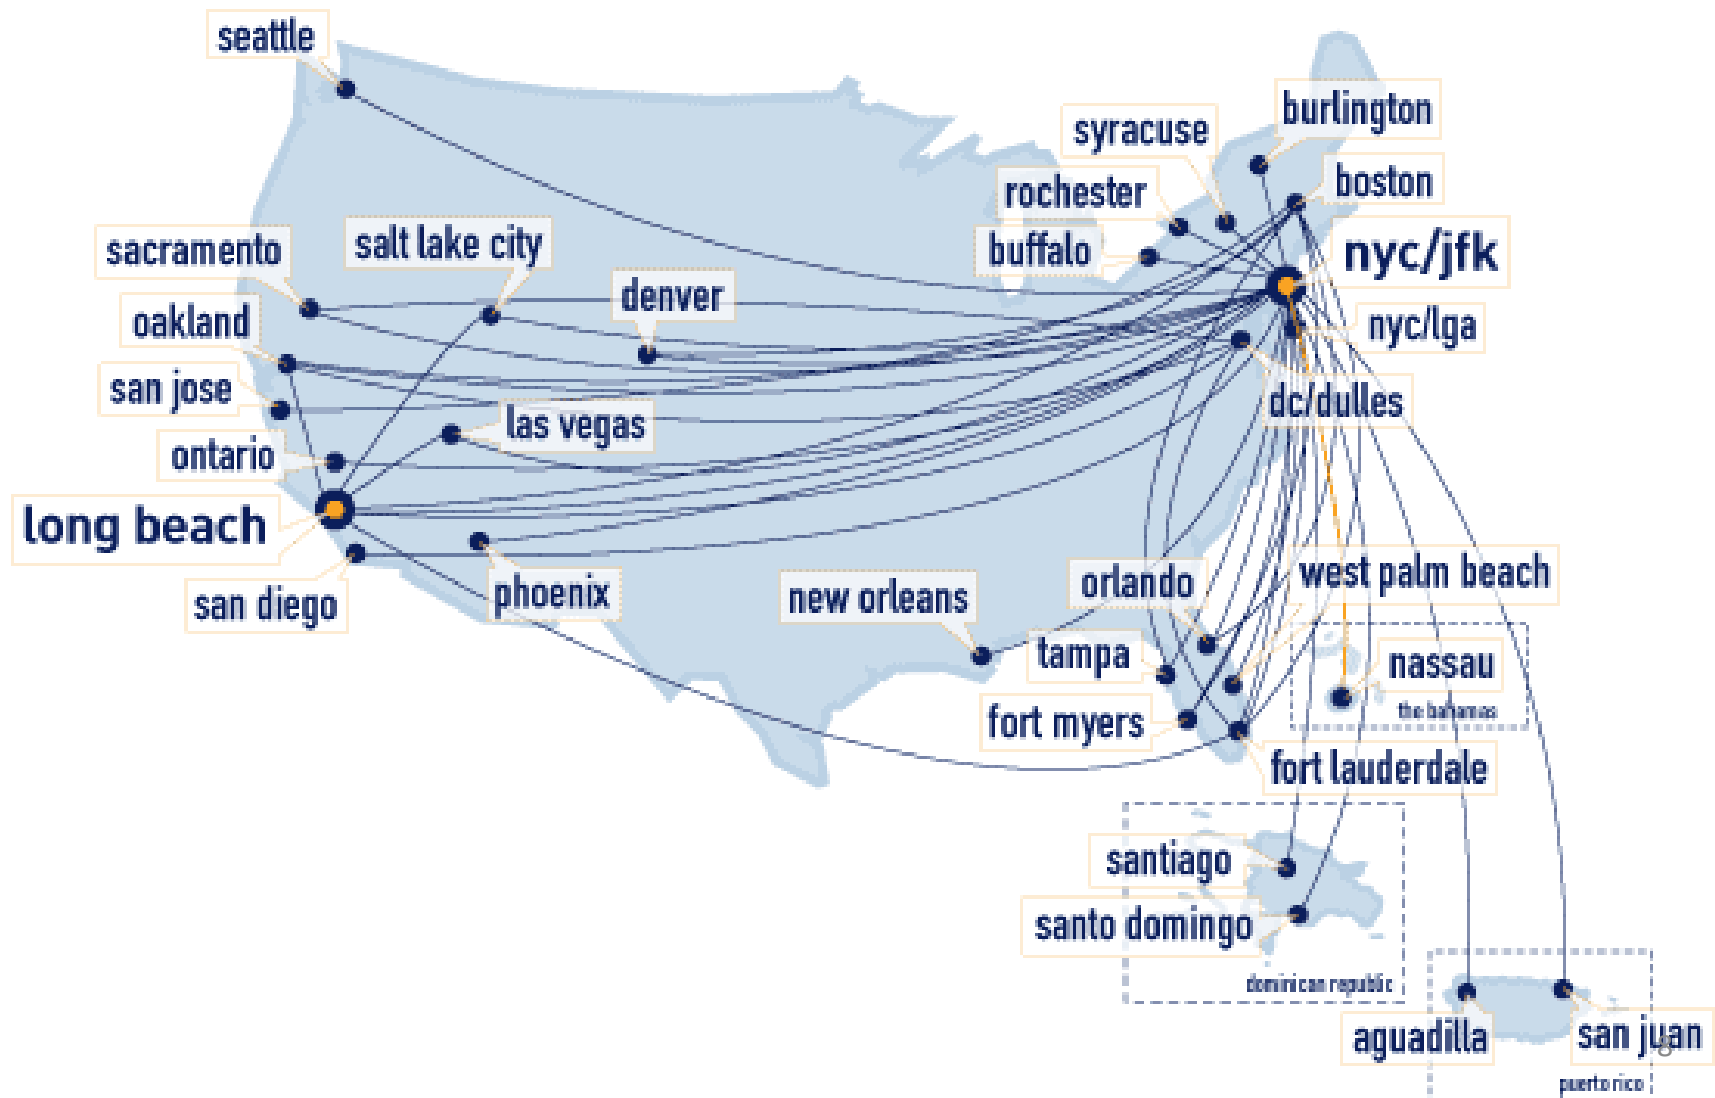 seattle
burlington
syracuse
boston
rochester
buffalo
nyc/jfk
sacramento
salt lake city
denver
oakland
nyc/lga
san jose
dc/dulles
las vegas
ontario
long beach
west palm beach
orlando
phoenix
new orleans
san diego
tampa
nassau
the bahamas
fort myers
fort lauderdale
santiago
santo domingo
dominican republic
aguadilla
san juan
8
puerto rico